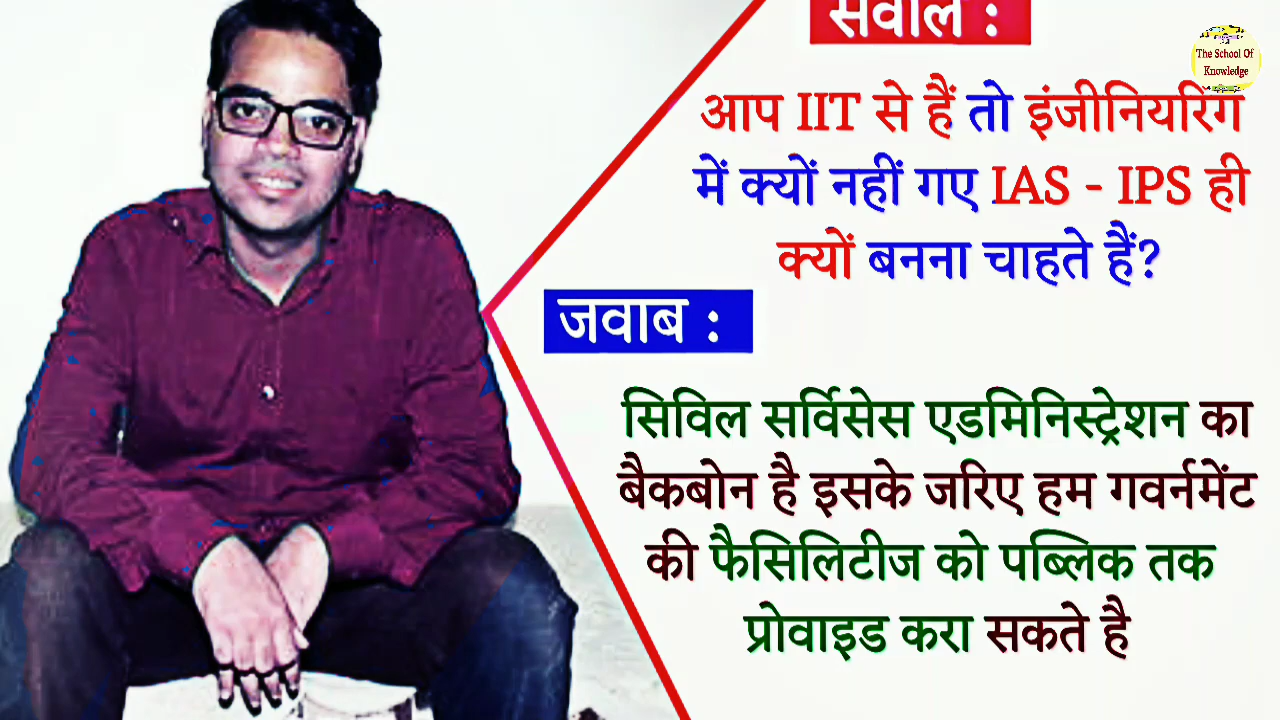 सवाल :
The School Of
Knowledge
आप IIT से हैं तो इंजीनियरिंग
में क्यों नहीं गए IAS - IPS ही
क्यों बनना चाहते हैं?
जवाब :
सिविल सर्विसेस एडमिनिस्ट्रेशन का
बैकबोन है इसके जरिए हम गवर्नमेंट
की फैसिलिटीज को पब्लिक तक
प्रोवाइड करा सकते है